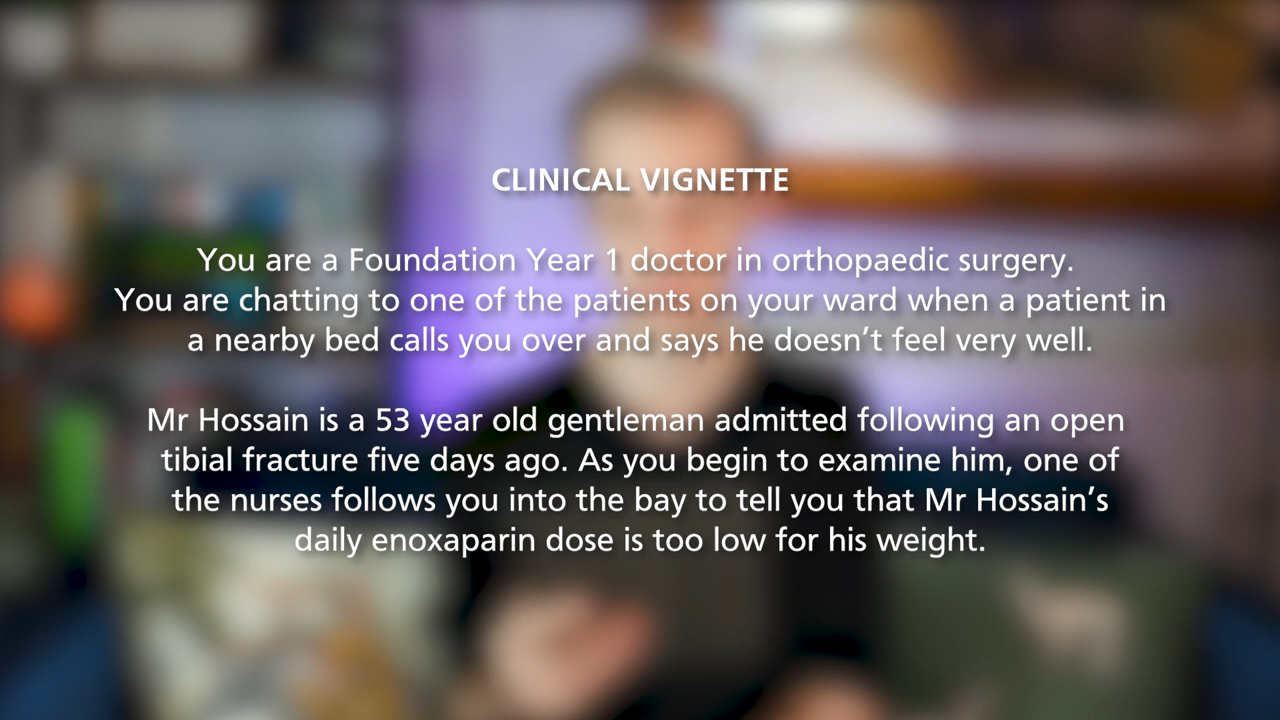 CLINICAL VIGNETTE
You are a Foundation Year 1 doctor in orthopaedic surgery.
You are chatting to one of the patients on your ward when a patient in
a nearby bed calls you over and says he doesn’t feel very well.
Mr Hossain is a 53 year old gentleman admitted following an open
tibial fracture five days ago. As you begin to examine him, one of
the nurses follows you into the bay to tell you that Mr Hossain’s
daily enoxaparin dose is too low for his weight.